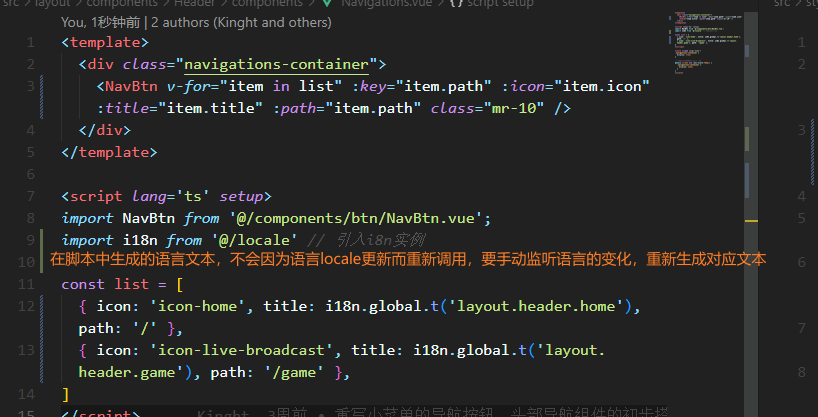 src > layout > components > Header > components > Navigations.vue > { } script setup
You, 1秒钟前 | 2 authors (Kinght and others)
1 <template>
2 <div class="navigations-container">
3 <NavBtn v-for="item in list" :key="item.path" :icon="item.icon"
:title="item.title" :path="item.path" class="mr-10" />
4 </div>
5 </template>
6
7 <script lang='ts' setup>
8 import NavBtn from '@/components/btn/NavBtn.vue';
9 import i18n from '@/locale' // 引入i8n实例
10 在脚本中生成的语言文本，不会因为语言locale更新而重新调用，要手动监听语言的变化，重新生成对应文本
11 const list = [
12 { icon: 'icon-home', title: i18n.global.t('layout.header.home'),
path: '/' },
13 { icon: 'icon-live-broadcast', title: i18n.global.t('layout.
header.game'), path: '/game' },
14 ]
15 </script> Kinght, 3周前 • 重写小菜单的导航按钮，头部导航组件的初步搭
src > sty
1
2
3
4
5
6
7
8